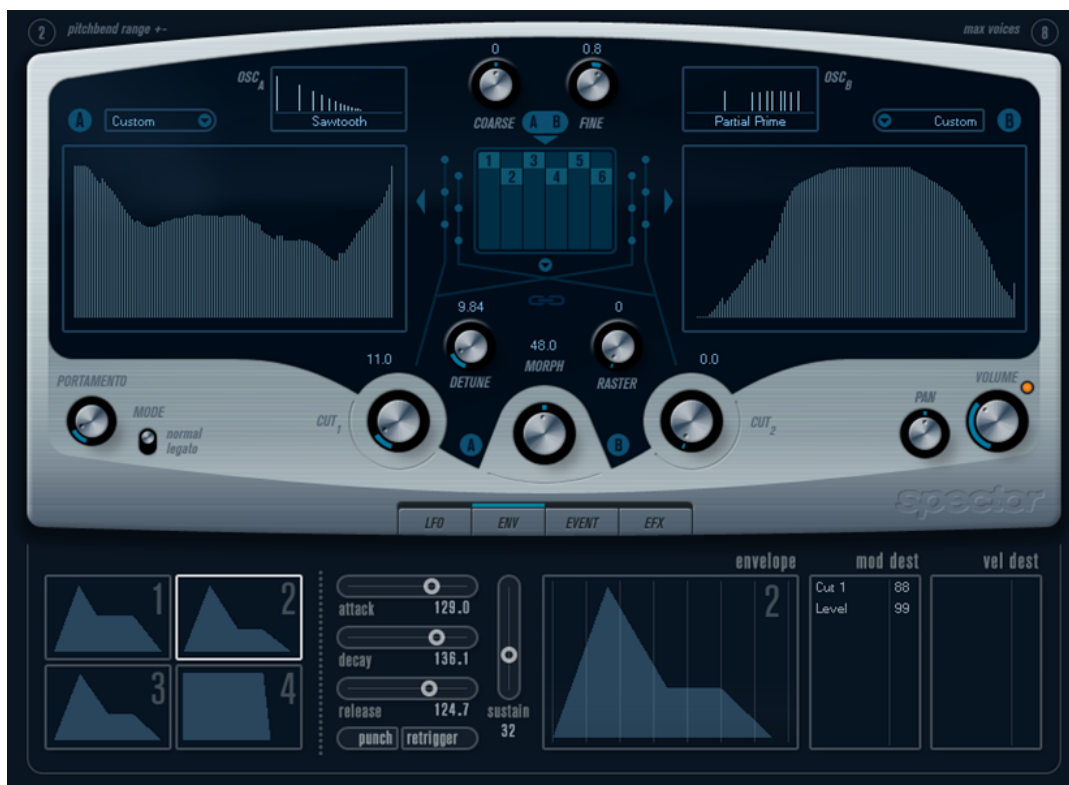 2 pitchbend range +-
max voices 8
OSC A
0
0.8
OSC B
A Custom
Sawtooth
COARSE A B FINE
Partial Prime
Custom B
1 2 3 4 5 6
9.84
0
11.0
48.0
0.0
MORPH
DETUNE
RASTER
PORTAMENTO
MODE
normal
legato
CUT 1
A
B
CUT 2
PAN
VOLUME
spector
LFO ENV EVENT EFX
1
2
3
4
attack 129.0
decay 136.1
release 124.7
punch retrigger
sustain
32
envelope
2
mod dest
Cut 1 88
Level 99
vel dest